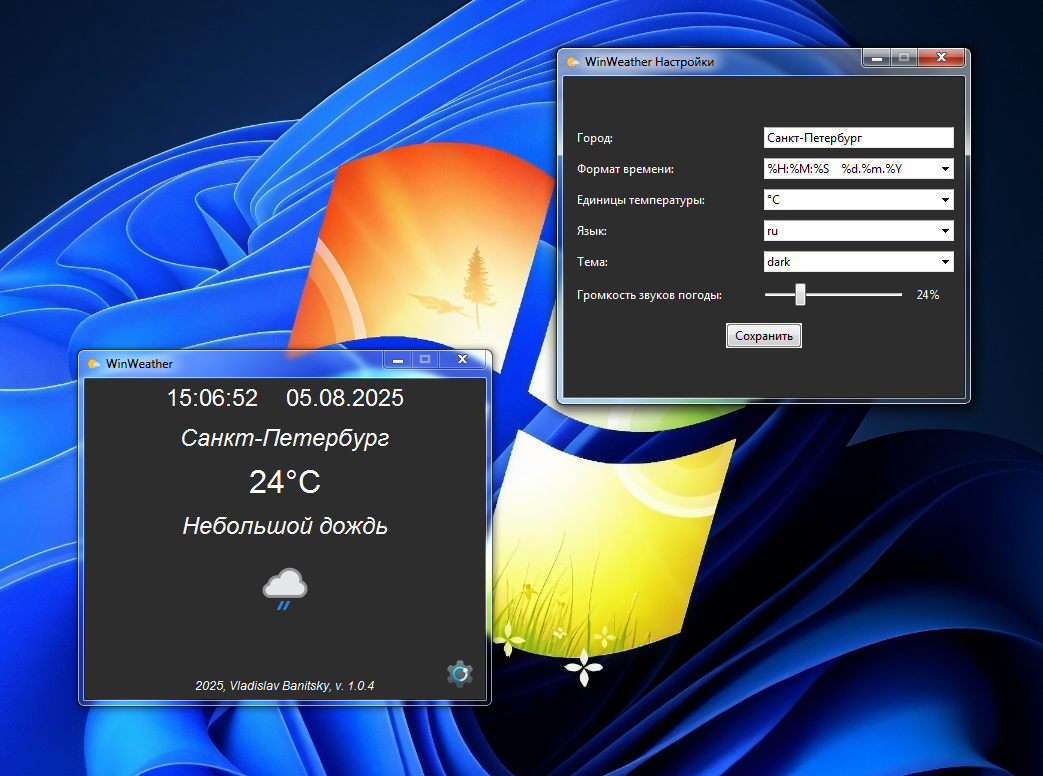 WinWeather Настройки
Город: Санкт-Петербург
Формат времени: %H:%M:%S %d.%m.%Y
Единицы температуры: °C
Язык: ru
Тема: dark
Громкость звуков погоды: 24%
Сохранить
WinWeather
15:06:52 05.08.2025
Санкт-Петербург
24°C
Небольшой дождь
2025, Vladislav Banitsky, v. 1.0.4